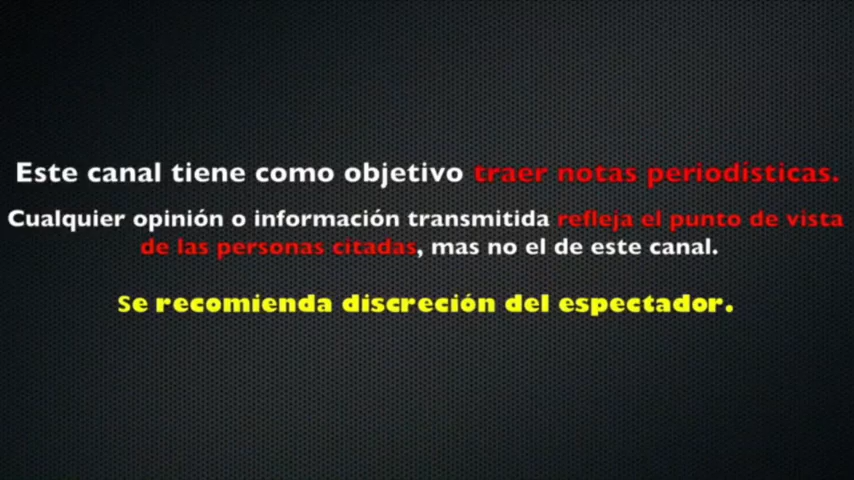 Este canal tiene como objetivo traer notas periodisticas.
Cualquier opinión o información transmitida refleja el punto de vista
de las personas citadas, mas no el de este canal.
Se recomienda discreción del espectador.